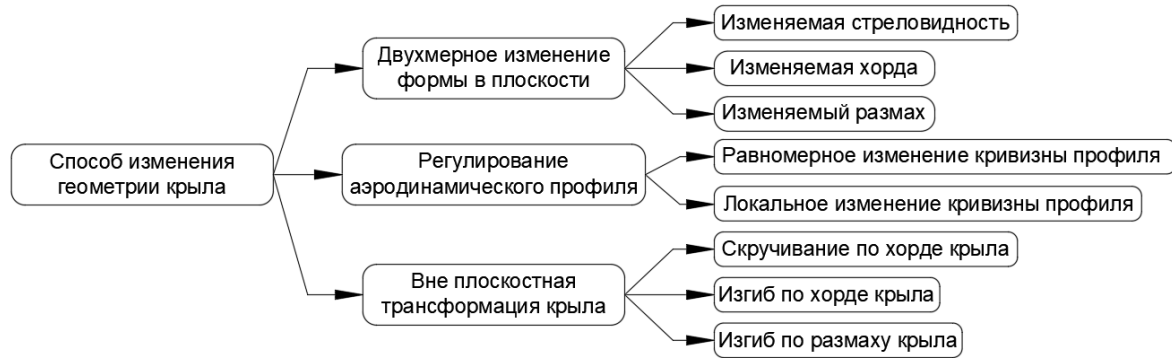 Способ изменения
геометрии крыла
Двухмерное изменение
формы в плоскости
Изменяемая стреловидность
Изменяемая хорда
Изменяемый размах
Регулирование
аэродинамического профиля
Равномерное изменение кривизны профиля
Локальное изменение кривизны профиля
Вне плоскостная
трансформация крыла
Скручивание по хорде крыла
Изгиб по хорде крыла
Изгиб по размаху крыла